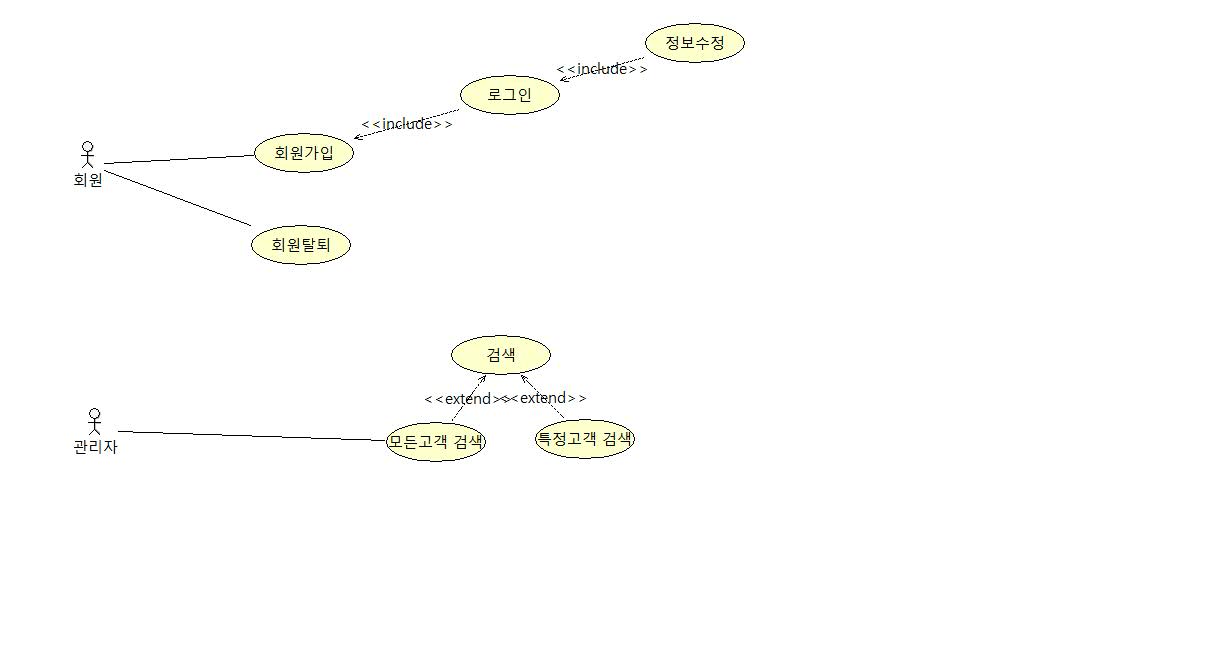 정보수정
<<include>>
로그인
<<include>>
회원가입
회원
회원탈퇴
검색
<<extend>>
<<extend>>
관리자
모든고객 검색
특정고객 검색